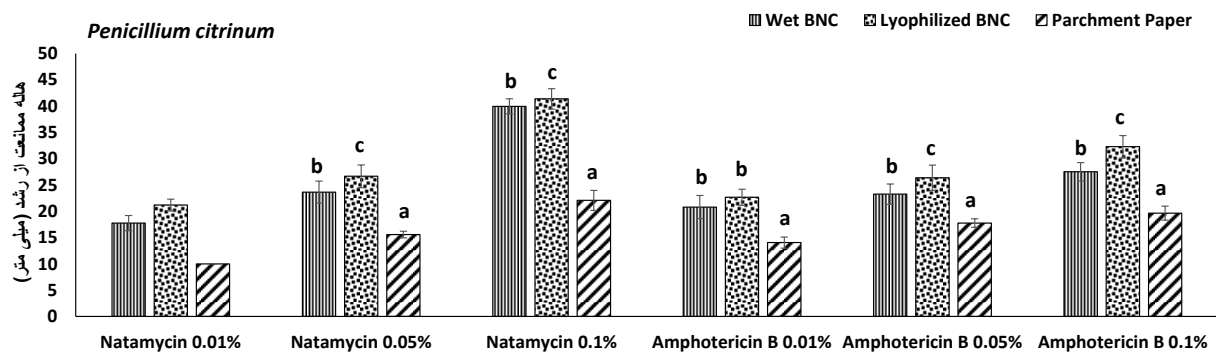 Wet BNC Lyophilized BNC Parchment Paper
Penicillium citrinum
هاله ممانعت از رشد (میلی متر)
50
45
40
35
30
25
20
15
10
5
0
b c a
b c a
b b a
b c a
b c a
Natamycin 0.01% Natamycin 0.05% Natamycin 0.1% Amphotericin B 0.01% Amphotericin B 0.05% Amphotericin B 0.1%